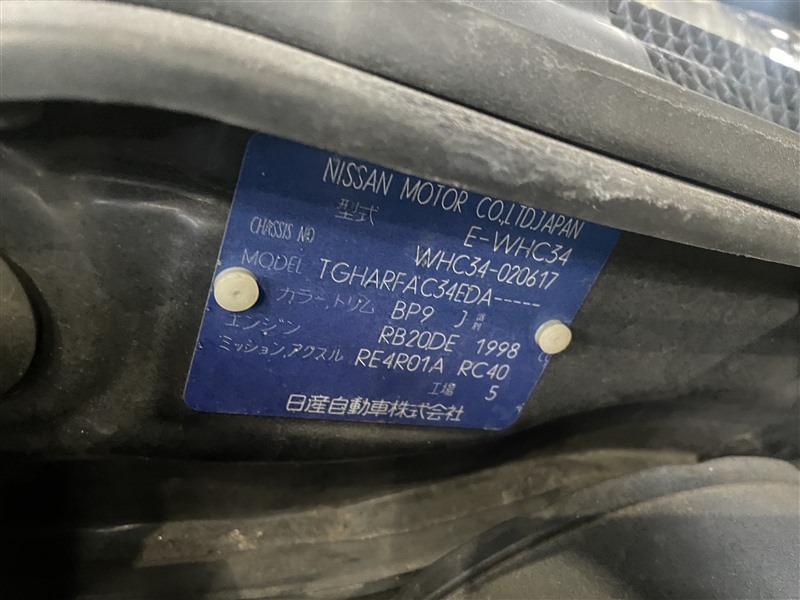 NISSAN MOTOR CO.,LTD.JAPAN
型式 E-WHC34
CHASSIS NO WHC34-020617
MODEL TGHARFAC34EDA-----
カラー,トリム BP9 J
エンジン RB20DE 1998
ミッション,アクスル RE4R01A RC40
工場 5
日産自動車株式会社